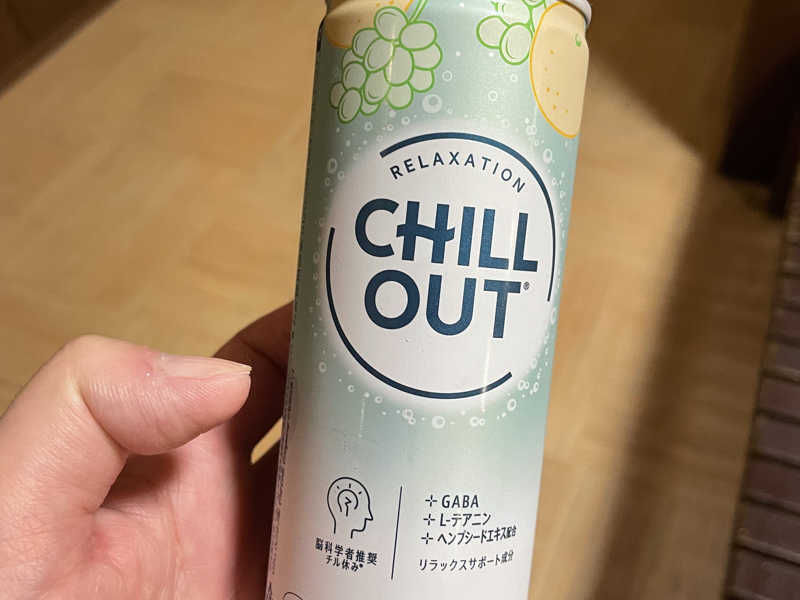 RELAXATION
CHILL
OUT®
脳科学者推奨
チル休み®
GABA
L-テアニン
ヘンプシードエキス配合
リラックスサポート成分